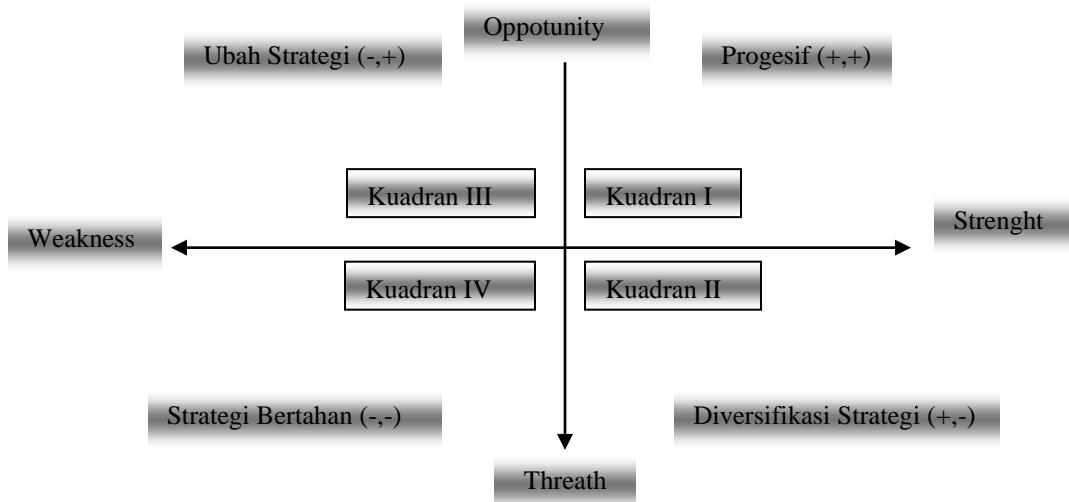 Oppotunity
Ubah Strategi (-,+)
Progesif (+,+)
Kuadran III
Kuadran I
Weakness
Strenght
Kuadran IV
Kuadran II
Strategi Bertahan (-,-)
Diversifikasi Strategi (+,-)
Threath